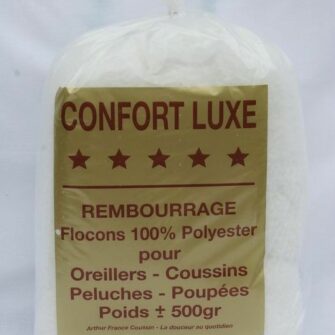 CONFORT LUXE
REMBOURRAGE
Flocons 100% Polyester
pour
Oreillers - Coussins
Peluches - Poupées
Poids ± 500gr
Arthur France Coussin - La douceur au quotidien